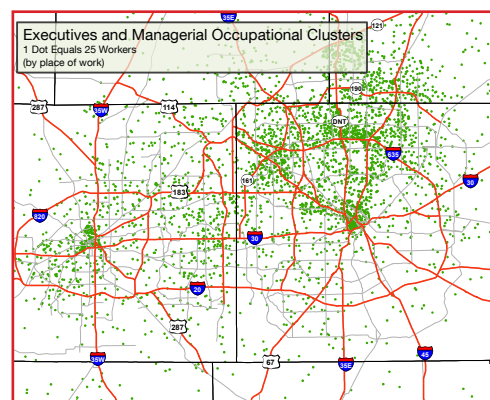 35E
121
Executives and Managerial Occupational Clusters
1 Dot Equals 25 Workers
(by place of work)
190
287
35W
114
DNT
635
161
30
183
820
30
20
287
35W
67
35E
45